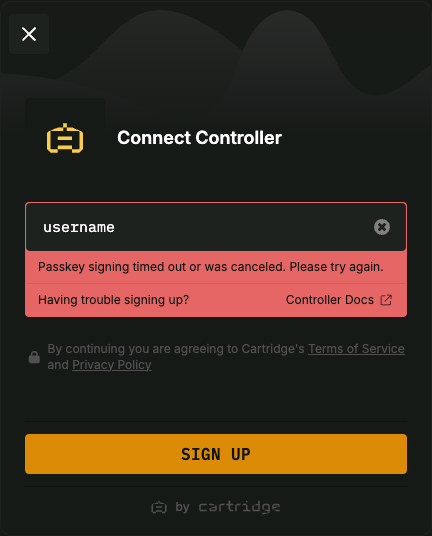 Connect Controller
username
Passkey signing timed out or was canceled. Please try again.
Having trouble signing up? Controller Docs
By continuing you are agreeing to Cartridge's Terms of Service
and Privacy Policy
SIGN UP
by cartridge